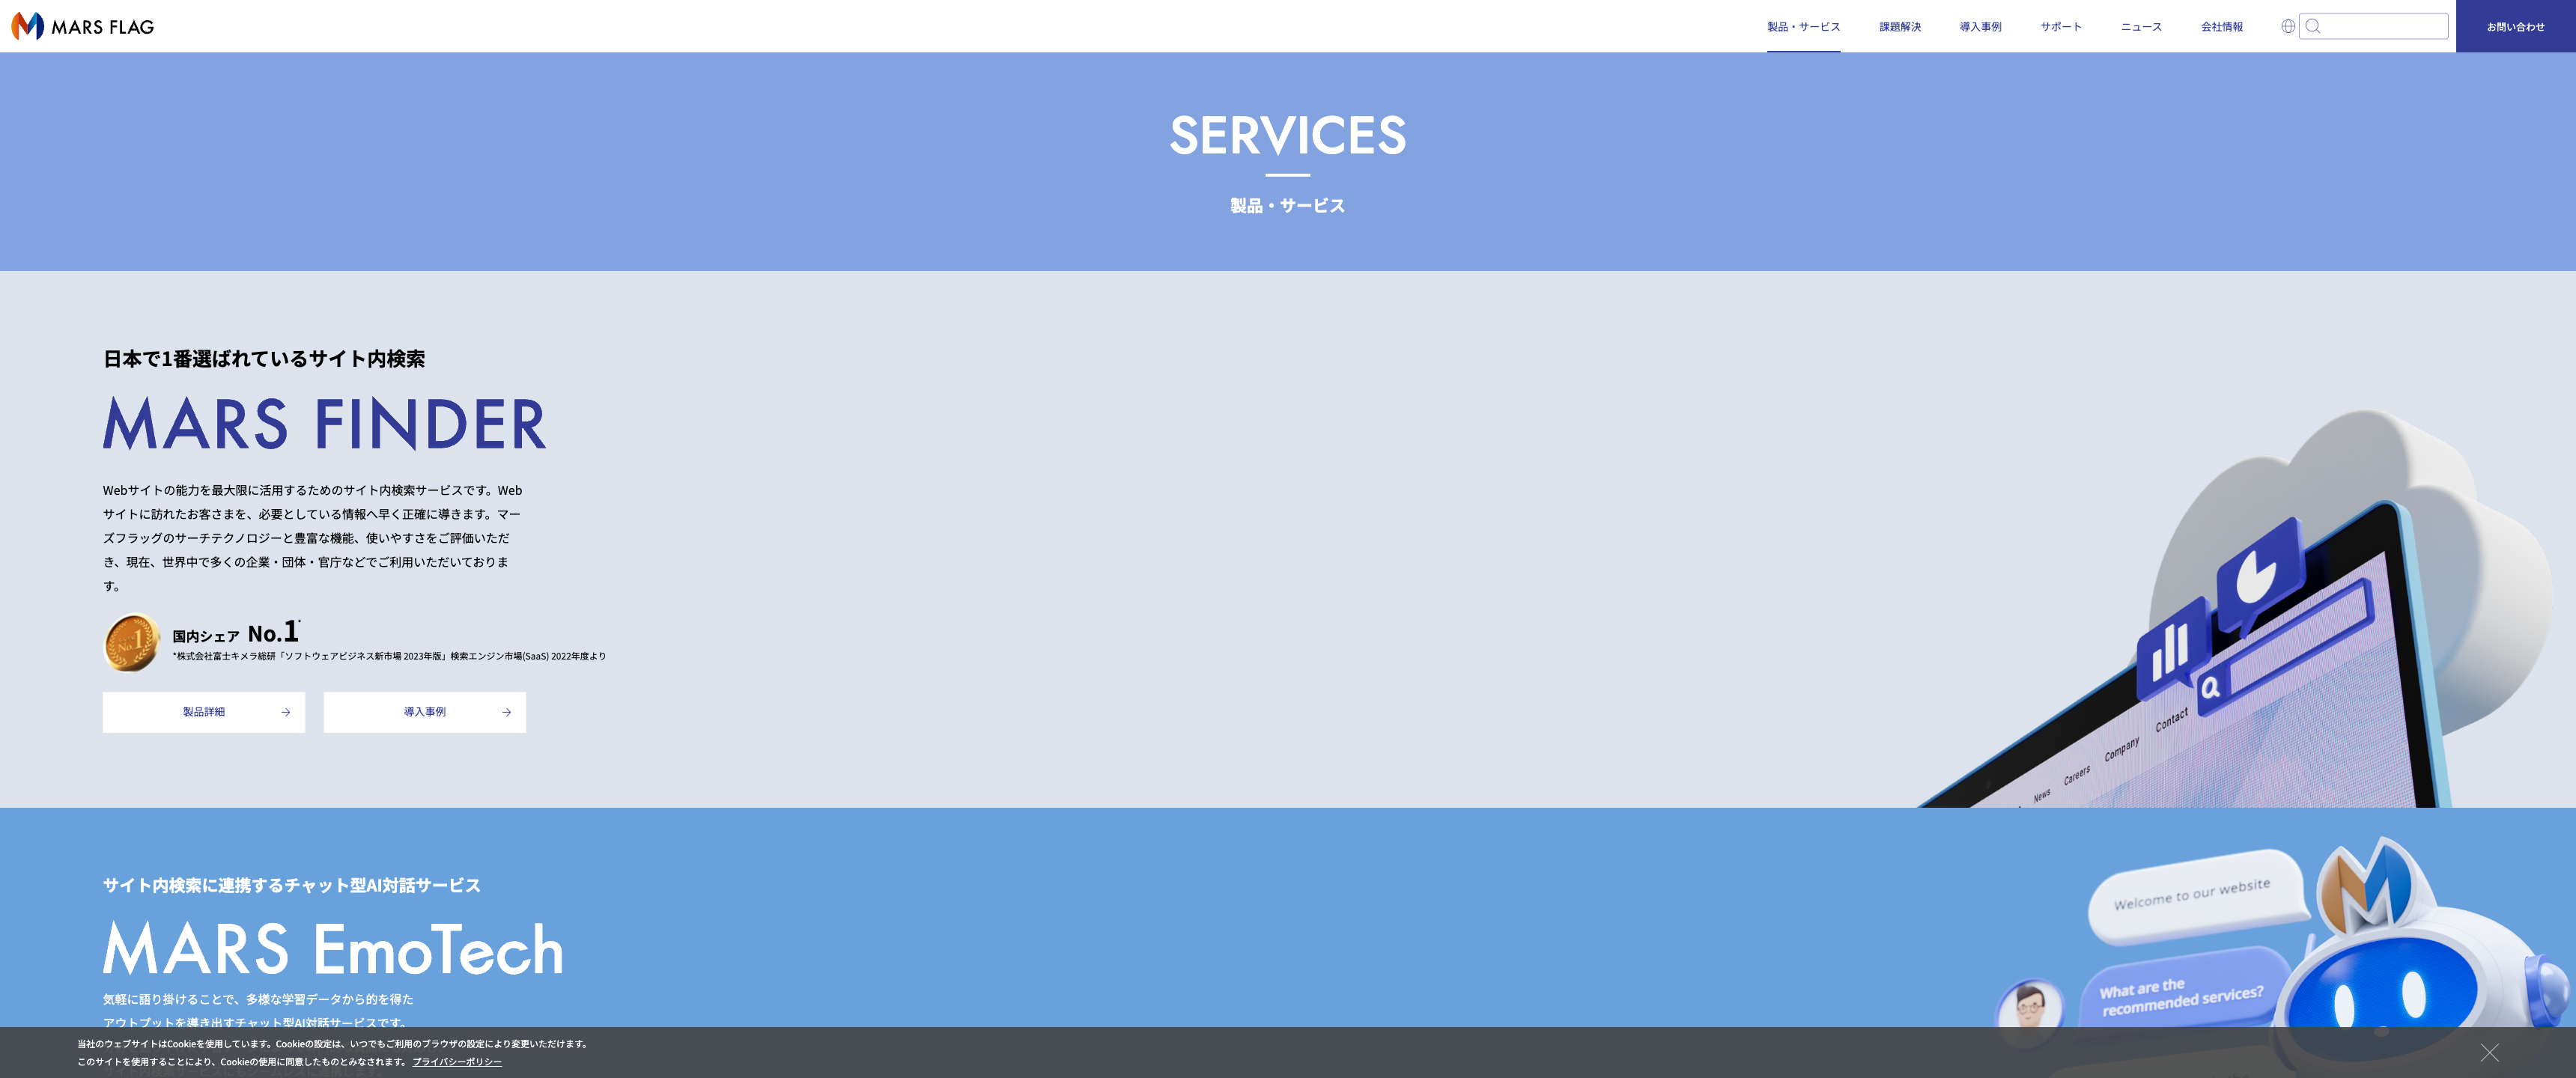 MARS FLAG
製品・サービス
課題解決
導入事例
サポート
ニュース
会社情報
お問い合わせ
SERVICES
製品・サービス
日本で1番選ばれているサイト内検索
MARS FINDER
Webサイトの能力を最大限に活用するためのサイト内検索サービスです。Web
サイトに訪れたお客さまを、必要としている情報へ早く正確に導きます。マー
ズフラッグのサーチテクノロジーと豊富な機能、使いやすさをご評価いただ
き、現在、世界中で多くの企業・団体・官庁などでご利用いただいておりま
す。
No.1
国内シェア No.1*
*株式会社富士キメラ総研「ソフトウェアビジネス新市場 2023年版」検索エンジン市場(SaaS) 2022年度より
製品詳細
導入事例
News
Careers
Company
Contact
サイト内検索に連携するチャット型AI対話サービス
MARS EmoTech
気軽に語り掛けることで、多様な学習データから的を得た
アウトプットを導き出すチャット型AI対話サービスです。
Welcome to our website
What are the
recommended services?
当社のウェブサイトはCookieを使用しています。Cookieの設定は、いつでもご利用のブラウザの設定により変更いただけます。
このサイトを使用することにより、Cookieの使用に同意したものとみなされます。 プライバシーポリシー